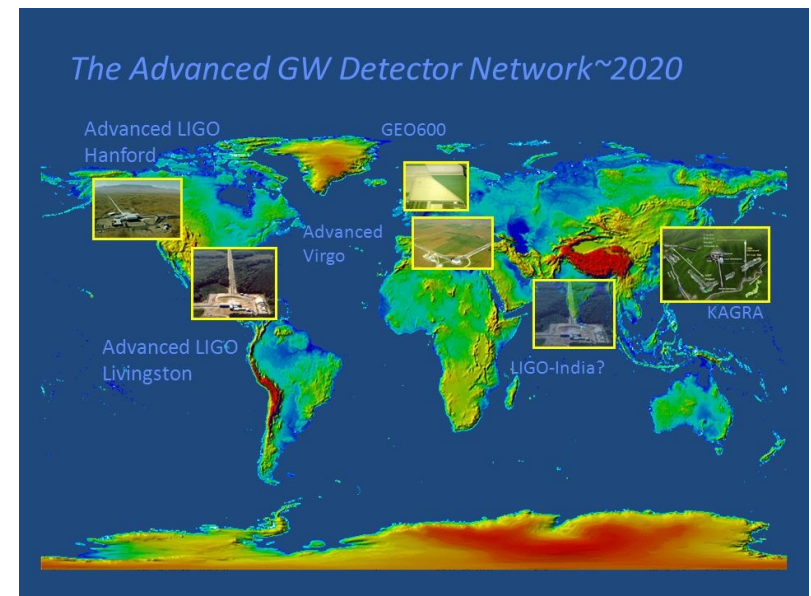 The Advanced GW Detector Network~2020
Advanced LIGO
Hanford
GEO600
Advanced
Virgo
KAGRA
Advanced LIGO
Livingston
LIGO-India?